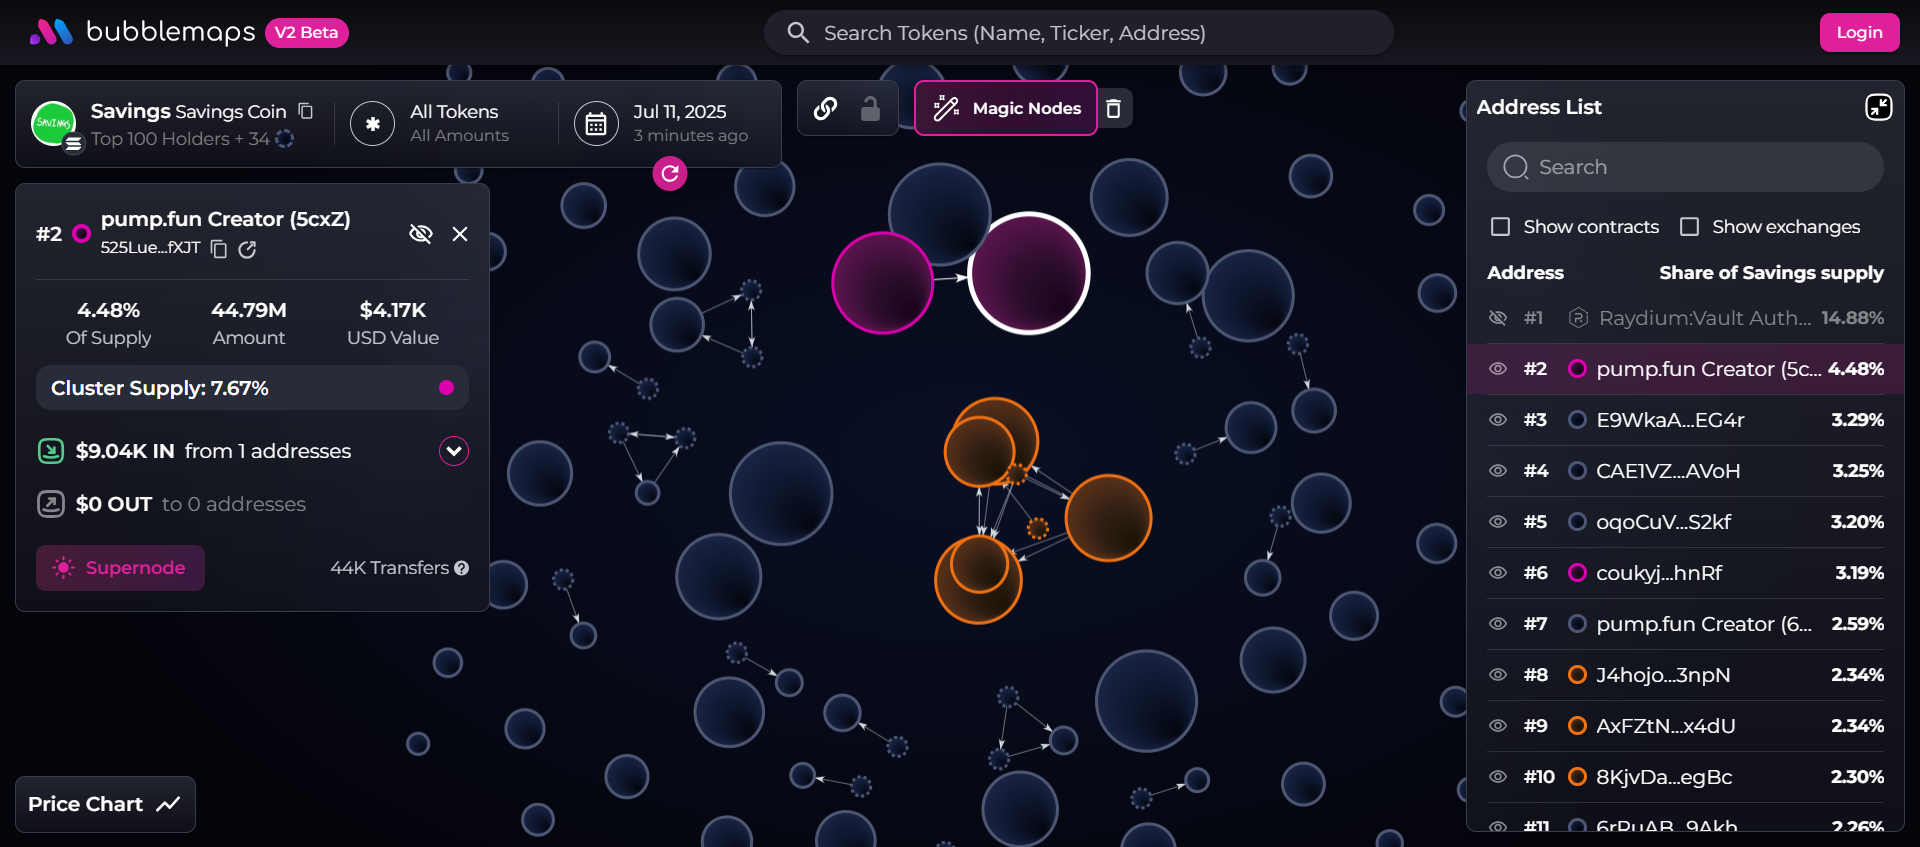 bubblemaps V2 Beta
Search Tokens (Name, Ticker, Address)
Login
SAVINGS
Savings Savings Coin
Top 100 Holders + 34
All Tokens
All Amounts
Jul 11, 2025
3 minutes ago
Magic Nodes
#2 pump.fun Creator (5cxZ)
525Lue...fXJT
4.48% 44.79M $4.17K
Of Supply Amount USD Value
Cluster Supply: 7.67%
$9.04K IN from 1 addresses
$0 OUT to 0 addresses
Supernode 44K Transfers ?
Price Chart
Address List
Search
Show contracts Show exchanges
Address Share of Savings supply
#1 Raydium:Vault Auth... 14.88%
#2 pump.fun Creator (5c... 4.48%
#3 E9WkaA...EG4r 3.29%
#4 CAE1VZ...AVoH 3.25%
#5 oqoCuV...S2kf 3.20%
#6 coukyj...hnRf 3.19%
#7 pump.fun Creator (6... 2.59%
#8 J4hojo...3npN 2.34%
#9 AxFZtN...x4dU 2.34%
#10 8KjvDa...egBc 2.30%
#11 6rRuAB...9Akh 2.26%